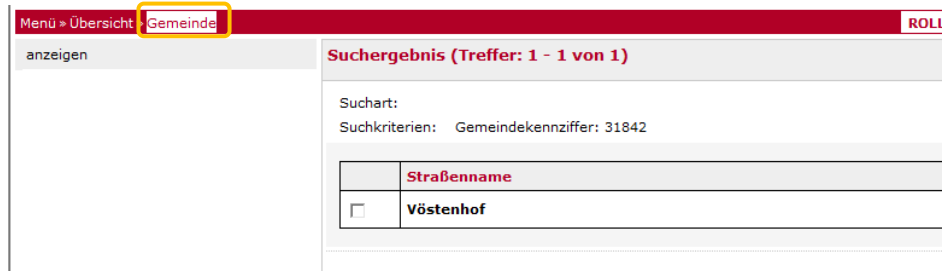 Menü » Übersicht » Gemeinde
ROLL
anzeigen
Suchergebnis (Treffer: 1 - 1 von 1)
Suchart:
Suchkriterien: Gemeindekennziffer: 31842
Straßenname
Vöstenhof